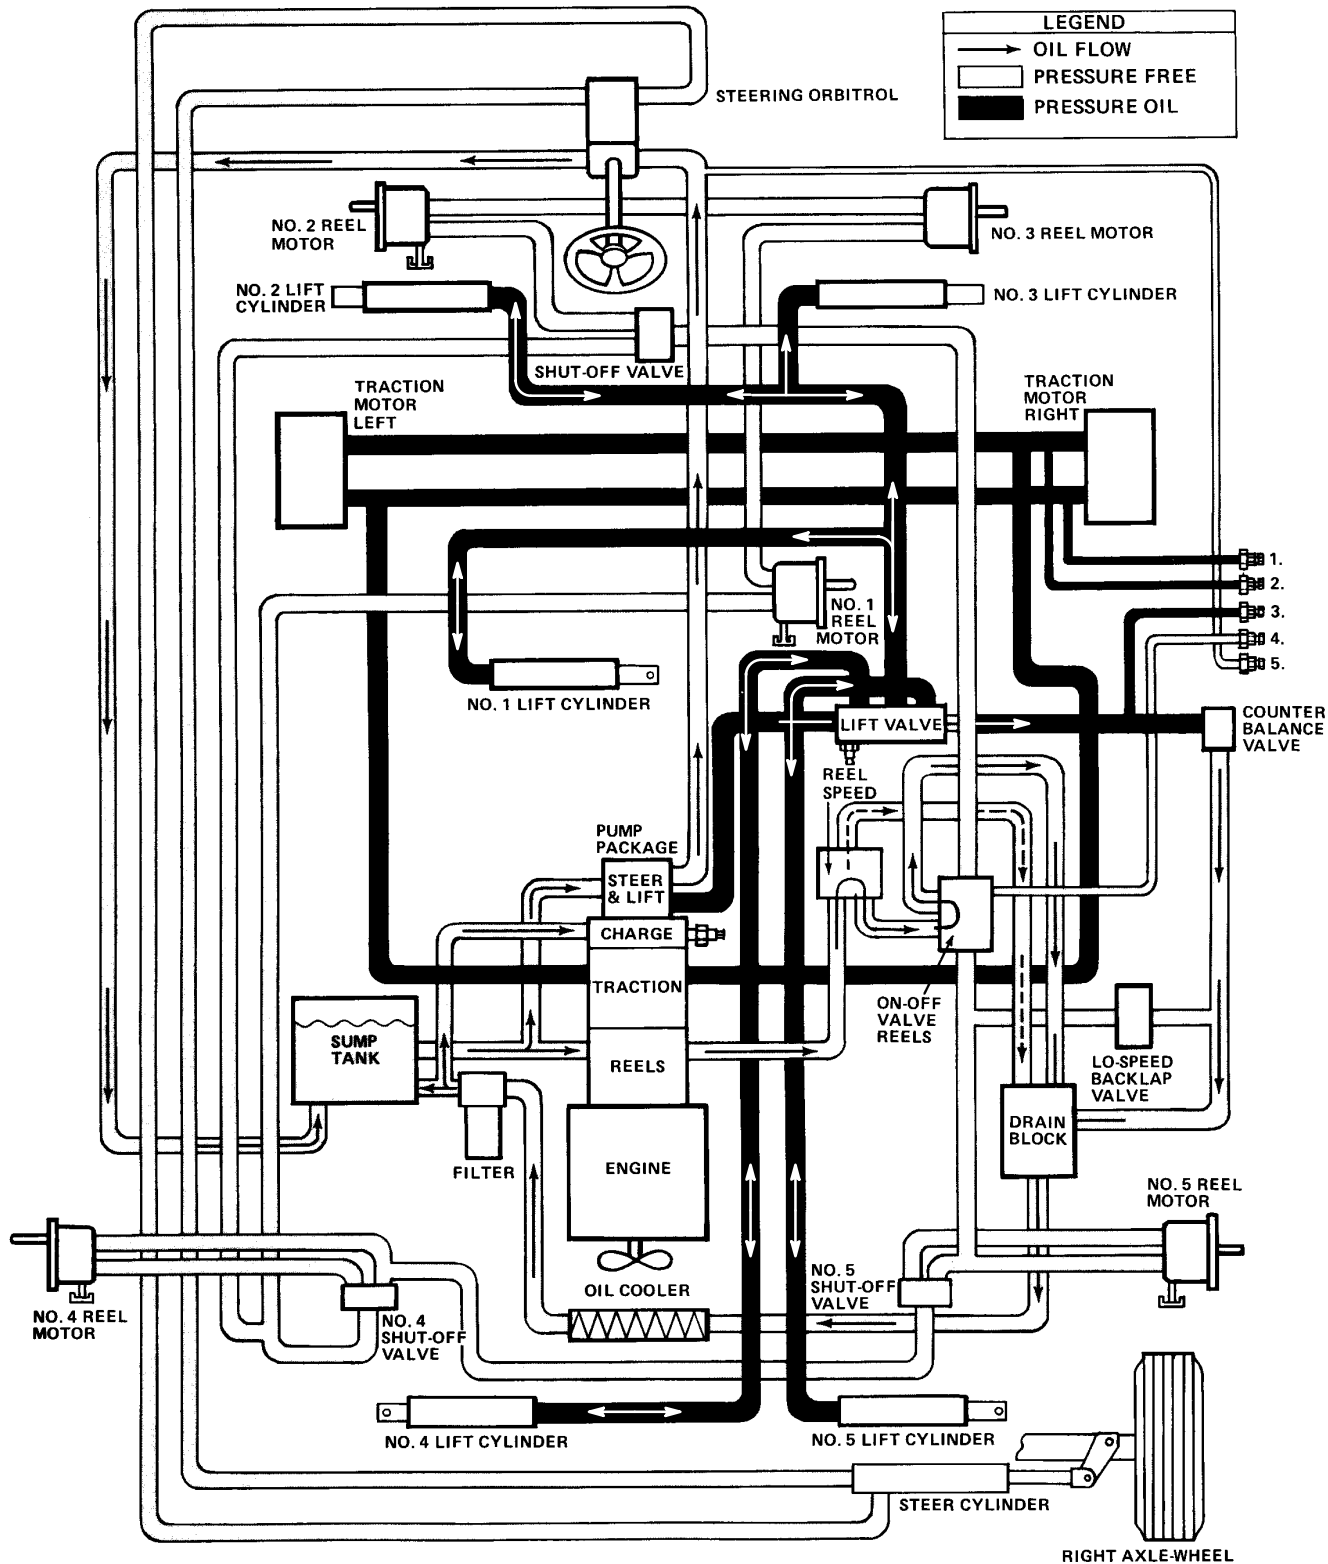 LEGEND
OIL FLOW
PRESSURE FREE
PRESSURE OIL
STEERING ORBITROL
NO. 2 REEL
MOTOR
NO. 3 REEL MOTOR
NO. 2 LIFT
CYLINDER
NO. 3 LIFT CYLINDER
SHUT-OFF VALVE
TRACTION
MOTOR
LEFT
TRACTION
MOTOR
RIGHT
1.
2.
3.
4.
5.
NO. 1
REEL
MOTOR
NO. 1 LIFT CYLINDER
LIFT VALVE
COUNTER
BALANCE
VALVE
REEL
SPEED
PUMP
PACKAGE
STEER
& LIFT
CHARGE
TRACTION
REELS
ENGINE
SUMP
TANK
FILTER
ON-OFF
VALVE
REELS
LO-SPEED
BACKLAP
VALVE
DRAIN
BLOCK
NO. 5 REEL
MOTOR
OIL COOLER
NO. 5
SHUT-OFF
VALVE
NO. 4 REEL
MOTOR
NO. 4
SHUT-OFF
VALVE
NO. 4 LIFT CYLINDER
NO. 5 LIFT CYLINDER
STEER CYLINDER
RIGHT AXLE-WHEEL